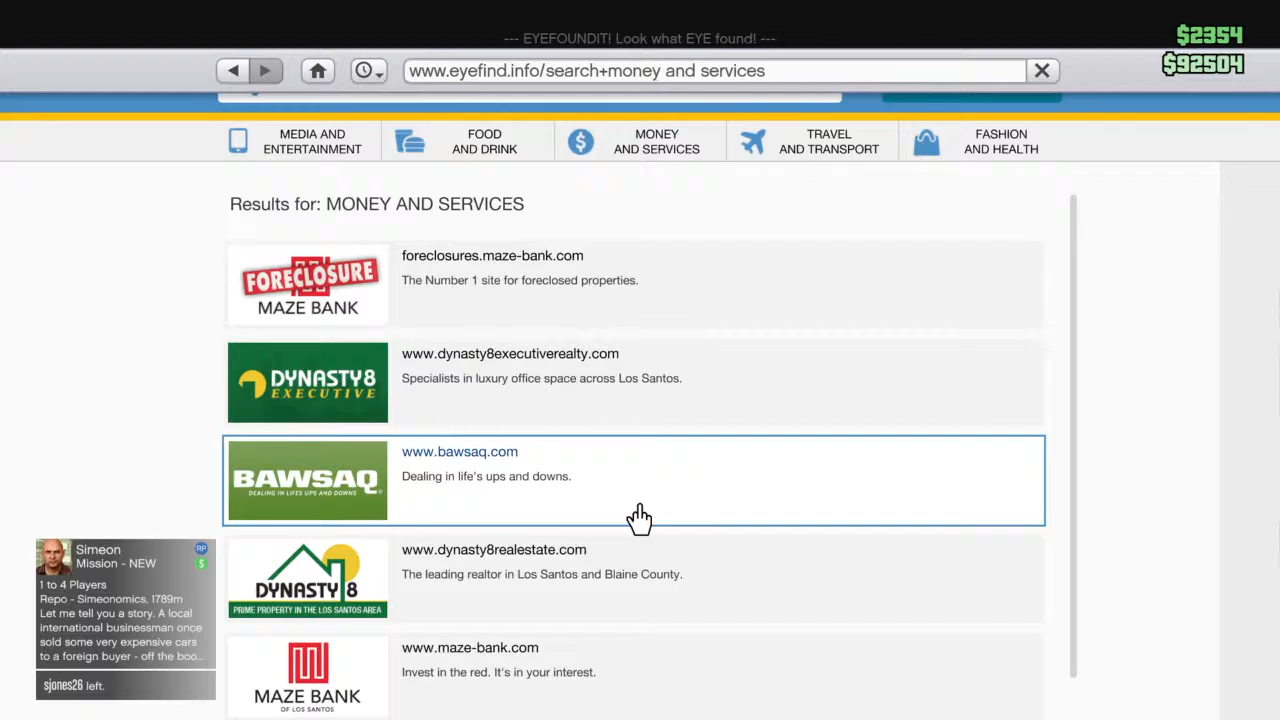 --- EYEFOUNDIT! Look what EYE found! ---
$2354
$92504
www.eyefind.info/search+money and services
MEDIA AND
ENTERTAINMENT
FOOD
AND DRINK
MONEY
AND SERVICES
TRAVEL
AND TRANSPORT
FASHION
AND HEALTH
Results for: MONEY AND SERVICES
FORECLOSURE
MAZE BANK
foreclosures.maze-bank.com
The Number 1 site for foreclosed properties.
DYNASTY8
EXECUTIVE
www.dynasty8executiverealty.com
Specialists in luxury office space across Los Santos.
BAWSAQ
DEALING IN LIFE'S UPS AND DOWNS
www.bawsaq.com
Dealing in life's ups and downs.
DYNASTY 8
PRIME PROPERTY IN THE LOS SANTOS AREA
www.dynasty8realestate.com
The leading realtor in Los Santos and Blaine County.
MAZE BANK
OF LOS SANTOS
www.maze-bank.com
Invest in the red. It's in your interest.
Simeon
RP
Mission - NEW
$
1 to 4 Players
Repo - Simeonomics, 1789m
Let me tell you a story. A local
international businessman once
sold some very expensive cars
to a foreign buyer - off the boo...
sjones26 left.